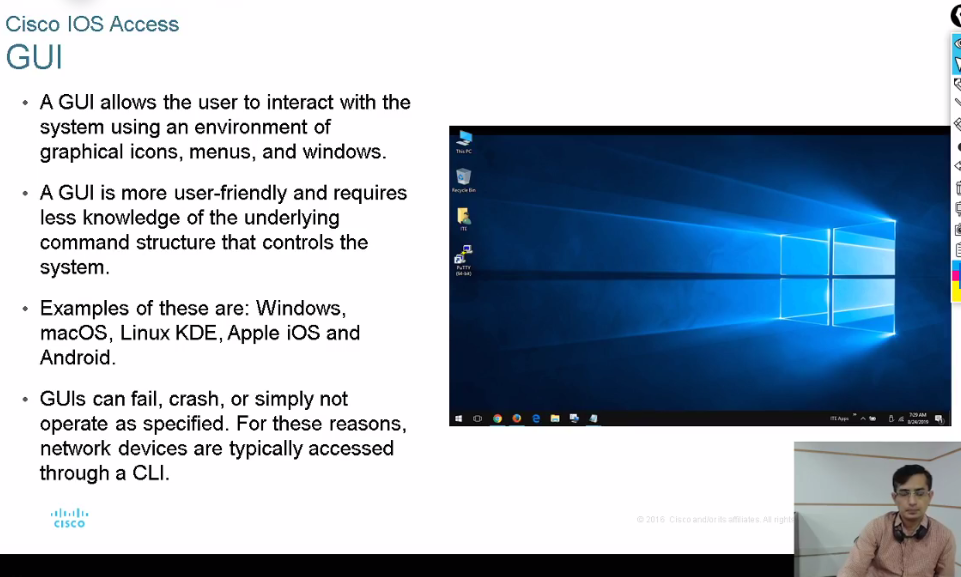 Cisco IOS Access
GUI
• A GUI allows the user to interact with the
system using an environment of
graphical icons, menus, and windows.
• A GUI is more user-friendly and requires
less knowledge of the underlying
command structure that controls the
system.
• Examples of these are: Windows,
macOS, Linux KDE, Apple iOS and
Android.
• GUIs can fail, crash, or simply not
operate as specified. For these reasons,
network devices are typically accessed
through a CLI.
This PC
Recycle Bin
ITE
PuTTY
(64-bit)
ITE Apps
7:29 AM
8/24/2019
CISCO
© 2016 Cisco and/or its affiliates. All rights